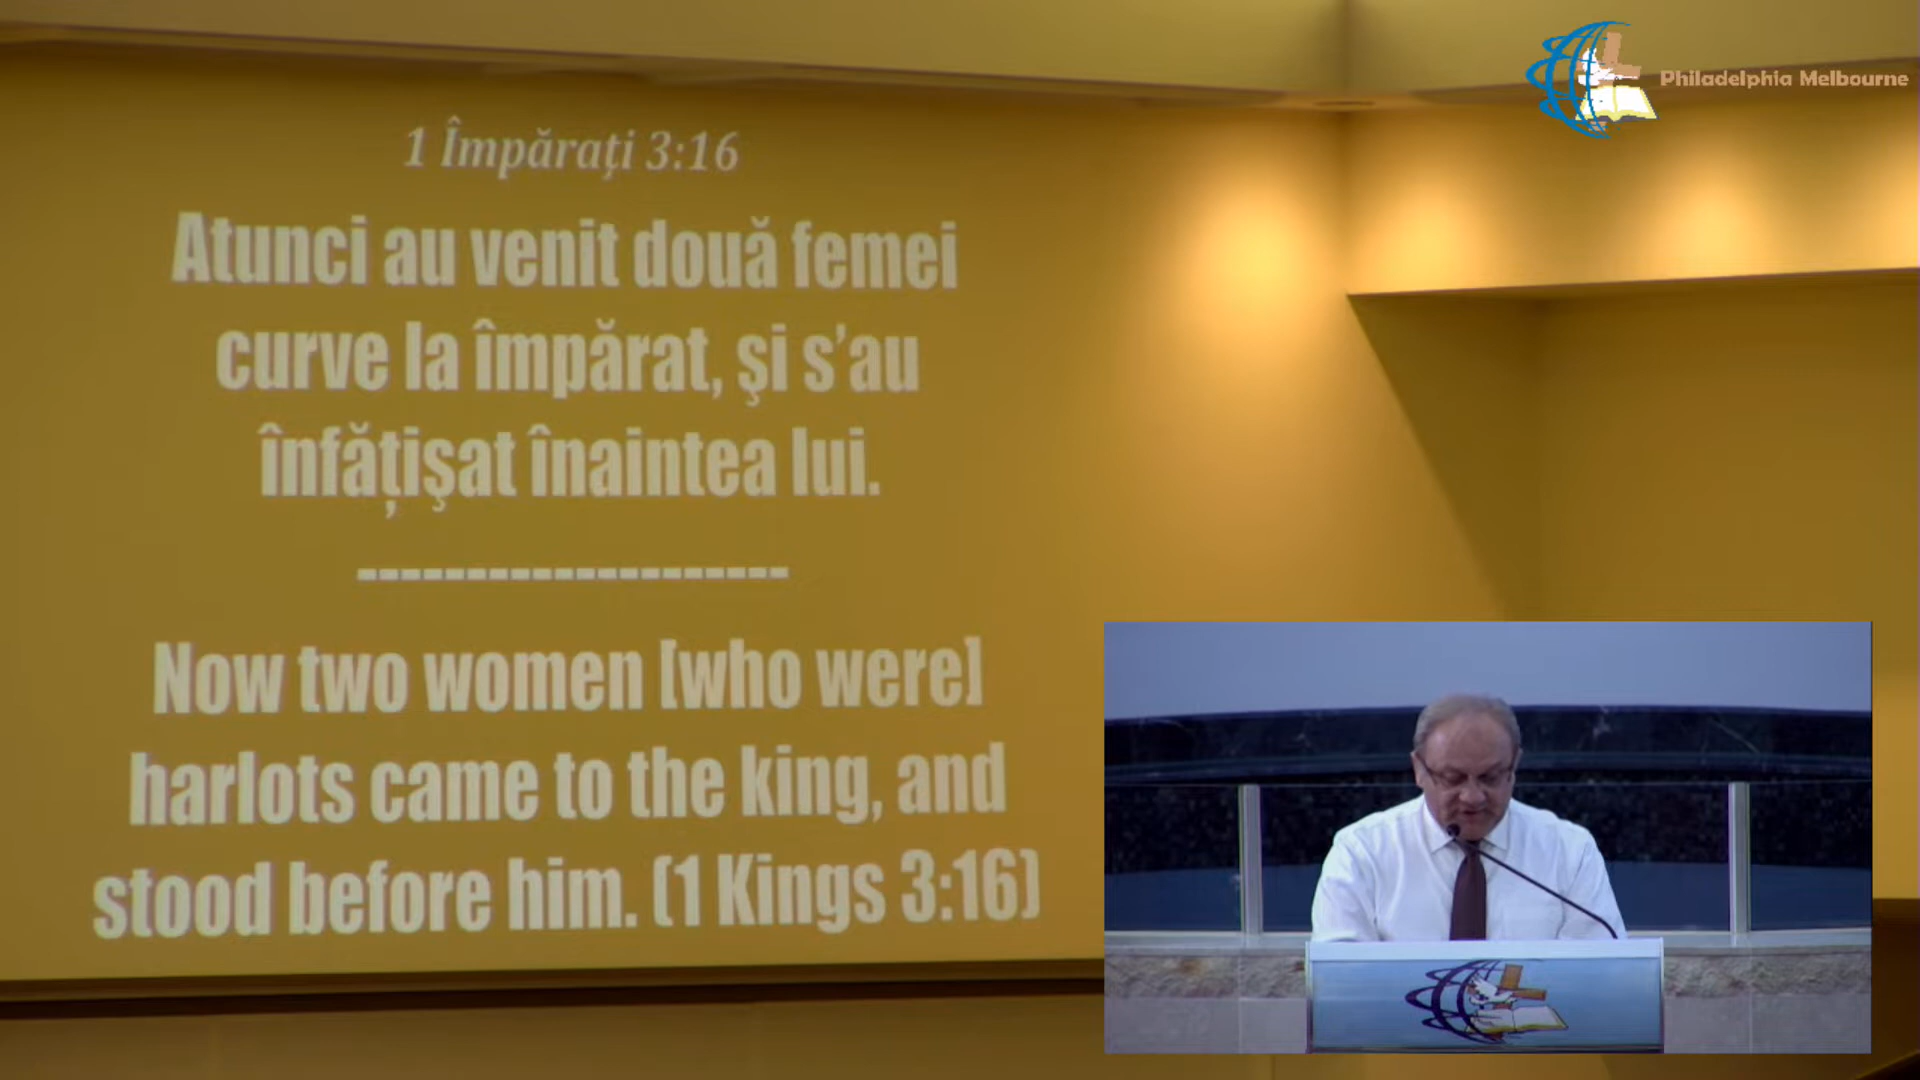 Philadelphia Melbourne
1 Împăraţi 3:16
Atunci au venit două femei
curve la împărat, şi s’au
înfățişat înaintea lui.
--------------------
Now two women [who were]
harlots came to the king, and
stood before him. (1 Kings 3:16)